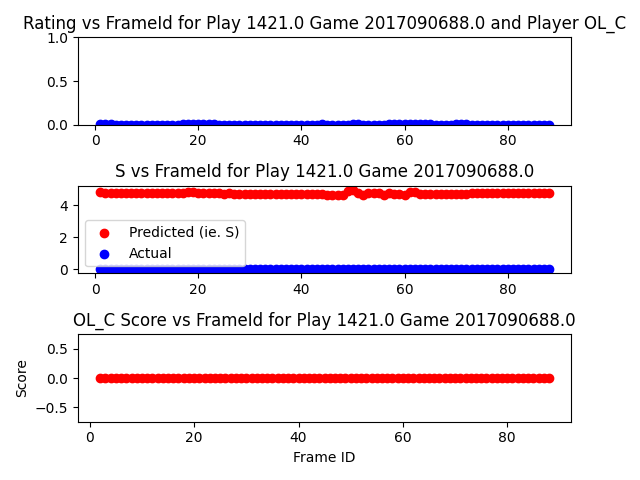 Rating vs FrameId for Play 1421.0 Game 2017090688.0 and Player OL_C
1.0
0.5
0.0
0 20 40 60 80
S vs FrameId for Play 1421.0 Game 2017090688.0
4
2
0
Predicted (ie. S)
Actual
0 20 40 60 80
OL_C Score vs FrameId for Play 1421.0 Game 2017090688.0
Score
0.5
0.0
−0.5
0 20 40 60 80
Frame ID